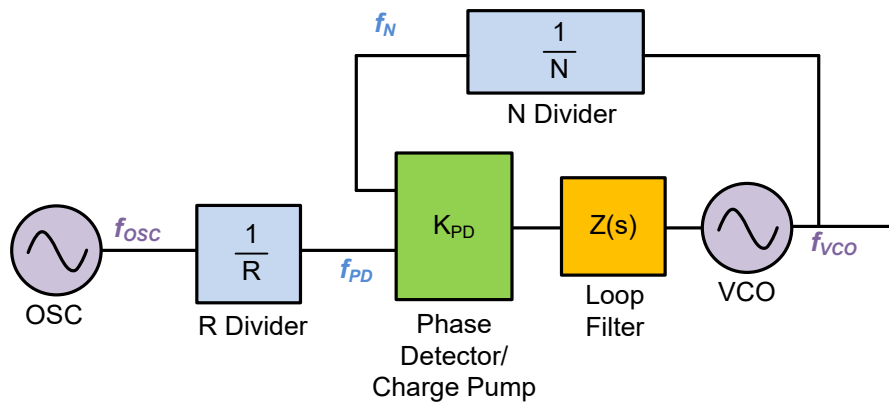 f_N
1
N
N Divider
f_OSC
1
R
f_PD
K_PD
Z(s)
f_VCO
OSC
R Divider
Phase
Detector/
Charge Pump
Loop
Filter
VCO